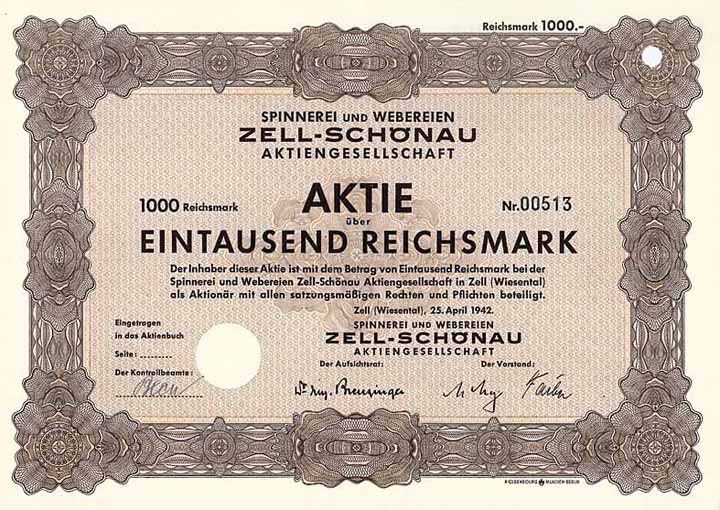 Reichsmark 1000.-
SPINNEREI UND WEBEREIEN
ZELL-SCHÖNAU
AKTIENGESELLSCHAFT
AKTIE
1000 Reichsmark
Nr. 00513
über
EINTAUSEND REICHSMARK
Der Inhaber dieser Aktie ist mit dem Betrag von Eintausend Reichsmark bei der
Spinnerei und Webereien Zell-Schönau Aktiengesellschaft in Zell (Wiesental)
als Aktionär mit allen satzungsmäßigen Rechten und Pflichten beteiligt.
Zell (Wiesental), 25. April 1942.
SPINNEREI UND WEBEREIEN
ZELL-SCHÖNAU
AKTIENGESELLSCHAFT
Eingetragen
in das Aktienbuch
Seite:
Der Kontrollbeamte:
Der Aufsichtsrat:
Der Vorstand:
R. OLDENBOURG MÜNCHEN-BERLIN